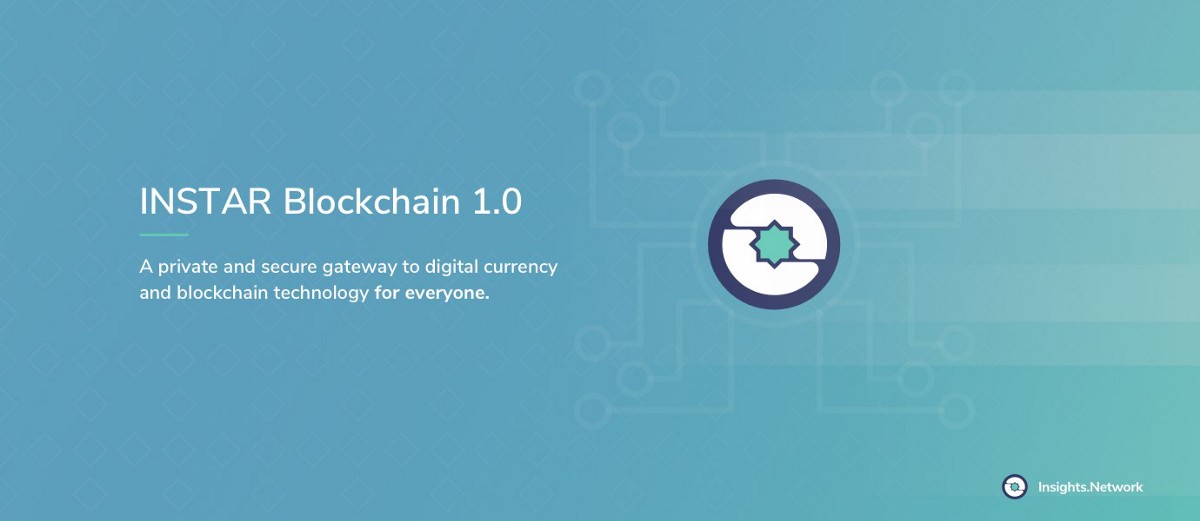 INSTAR Blockchain 1.0
A private and secure gateway to digital currency
and blockchain technology for everyone.
Insights.Network